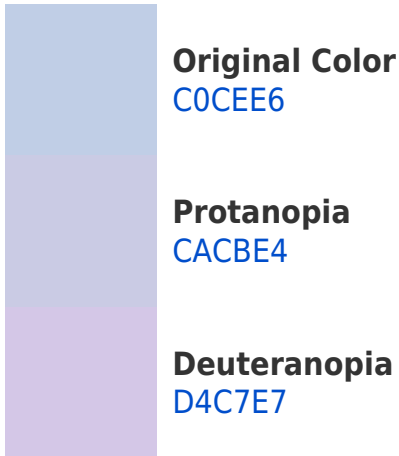 Original Color
C0CEE6
Protanopia
CACBE4
Deuteranopia
D4C7E7